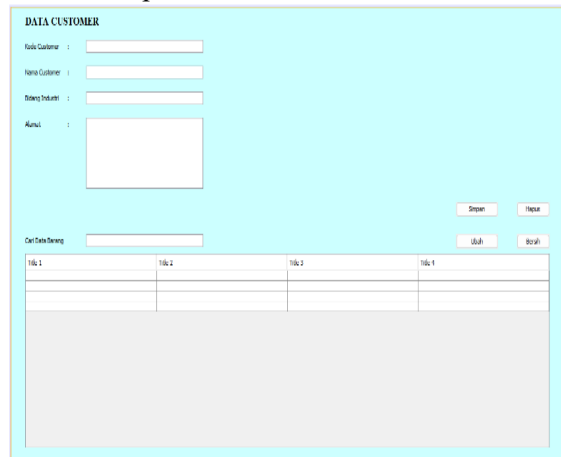 DATA CUSTOMER
Kode Customer :
Nama Customer :
Bidang Industri :
Alamat :
Simpan Hapus
Cari Data Barang Ubah Bersih
Title 1 Title 2 Title 3 Title 4